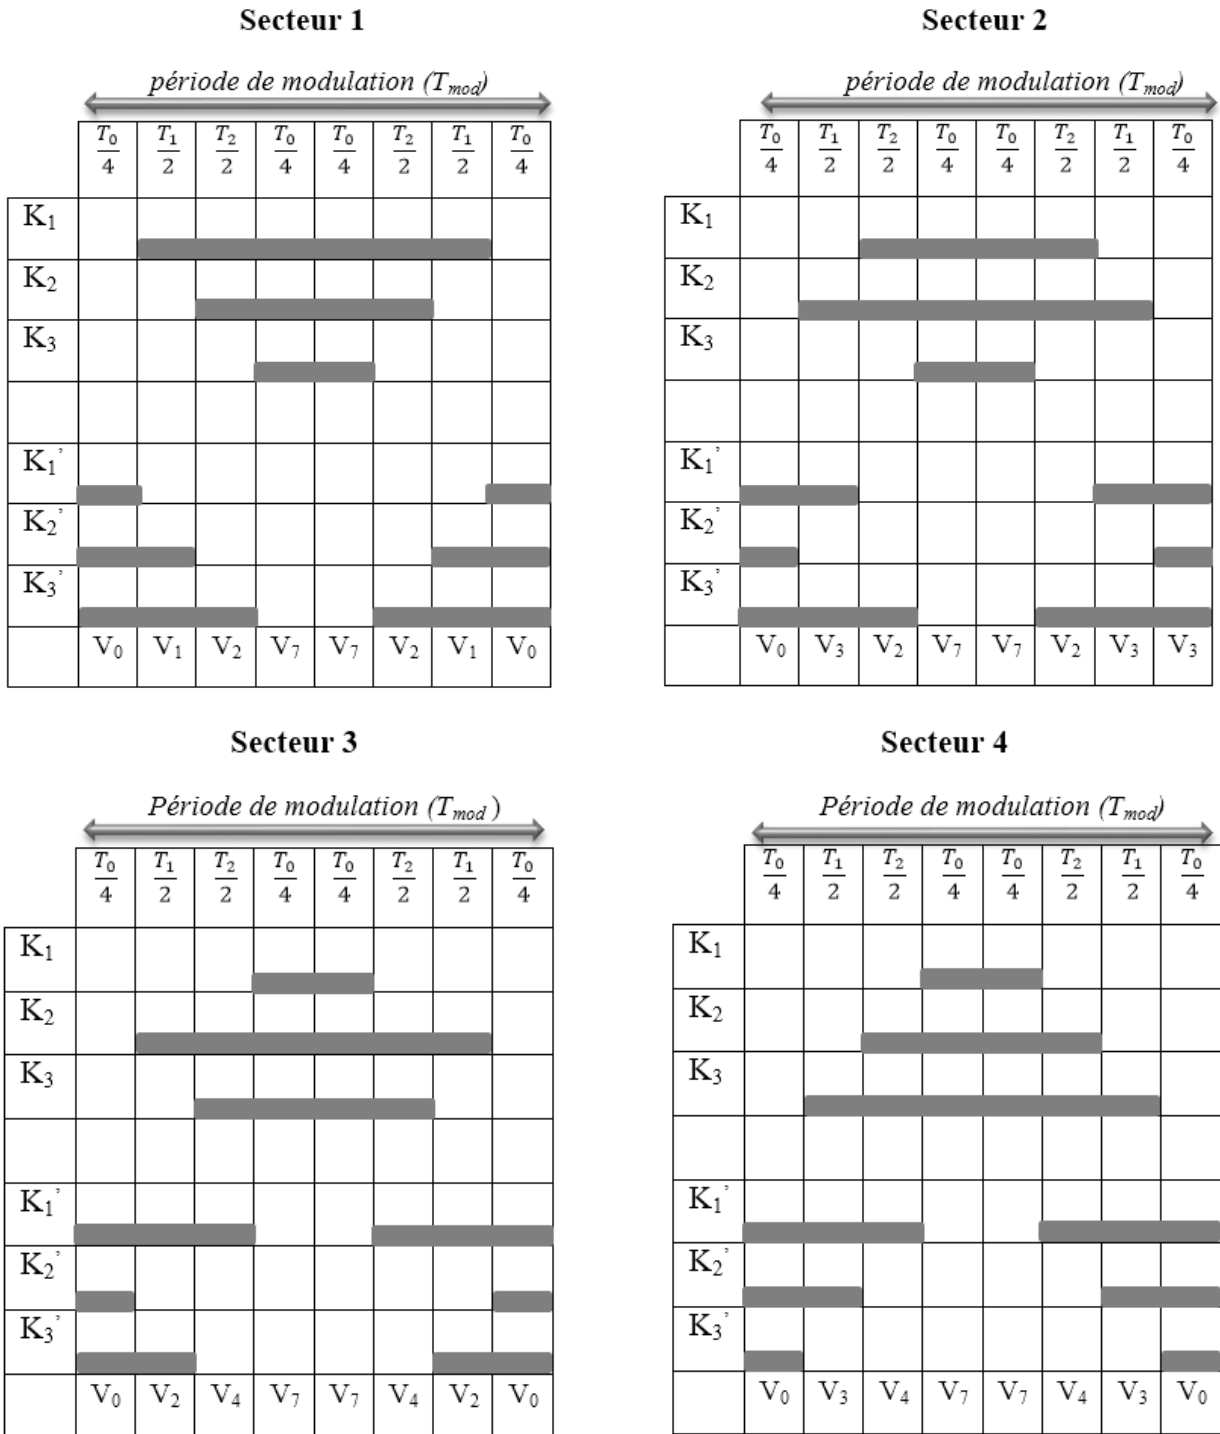 Secteur 1
période de modulation (Tmod)
T0/4 T1/2 T2/2 T0/4 T0/4 T2/2 T1/2 T0/4
K1
K2
K3
K1’
K2’
K3’
V0 V1 V2 V7 V7 V2 V1 V0
Secteur 2
période de modulation (Tmod)
T0/4 T1/2 T2/2 T0/4 T0/4 T2/2 T1/2 T0/4
K1
K2
K3
K1’
K2’
K3’
V0 V3 V2 V7 V7 V2 V3 V3
Secteur 3
Période de modulation (Tmod )
T0/4 T1/2 T2/2 T0/4 T0/4 T2/2 T1/2 T0/4
K1
K2
K3
K1’
K2’
K3’
V0 V2 V4 V7 V7 V4 V2 V0
Secteur 4
Période de modulation (Tmod)
T0/4 T1/2 T2/2 T0/4 T0/4 T2/2 T1/2 T0/4
K1
K2
K3
K1’
K2’
K3’
V0 V3 V4 V7 V7 V4 V3 V0